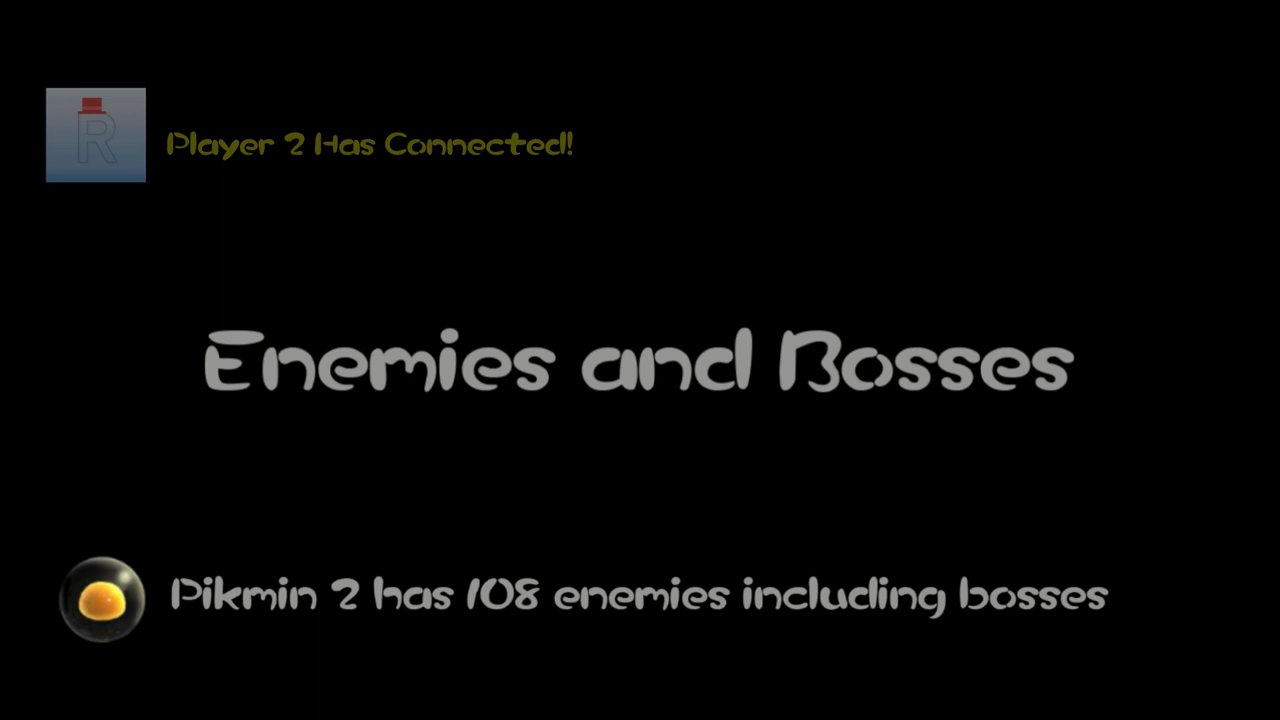 R
Player 2 Has Connected!
Enemies and Bosses
Pikmin 2 has 108 enemies including bosses